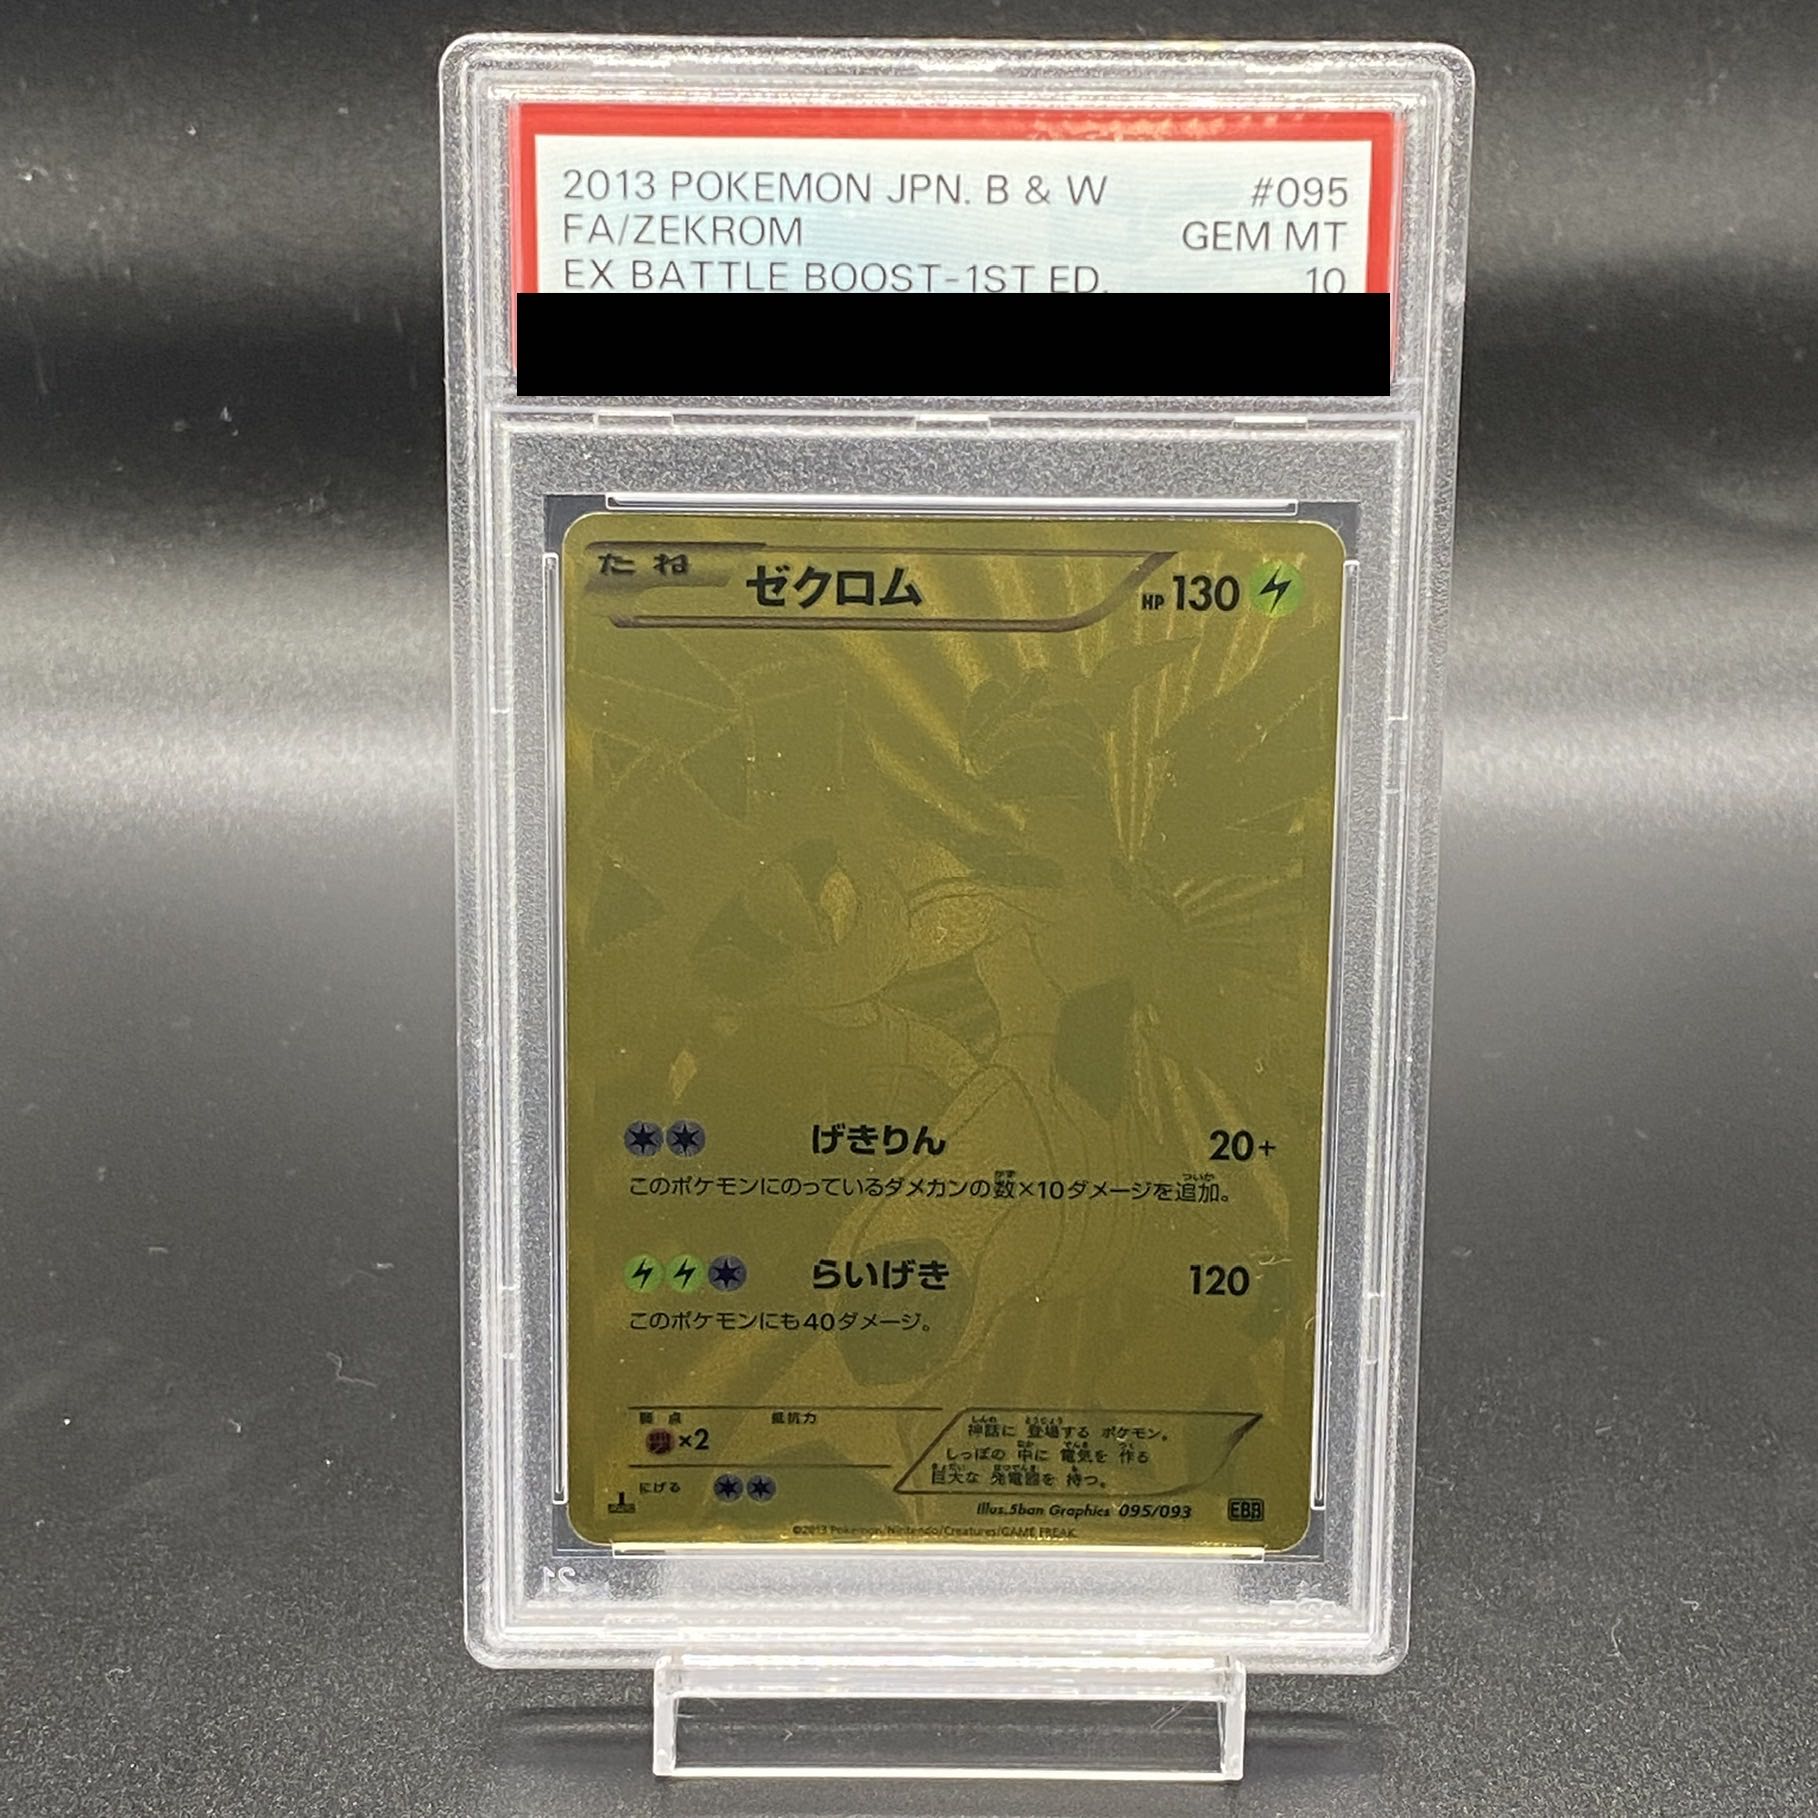 2013 POKEMON JPN. B & W #095
FA/ZEKROM GEM MT
EX BATTLE BOOST-1ST ED. 10
たね ゼクロム HP 130
げきりん 20+
このポケモンにのっているダメカンの数×10ダメージを追加。
らいげき 120
このポケモンにも40ダメージ。
弱点 抵抗力
×2
にげる
神話に 登場する ポケモン。
しっぽの 中に 電気を 作る
巨大な 発電器を 持つ。
Illus.5ban Graphics 095/093 EBB
©2013 Pokémon/Nintendo/Creatures/GAME FREAK.